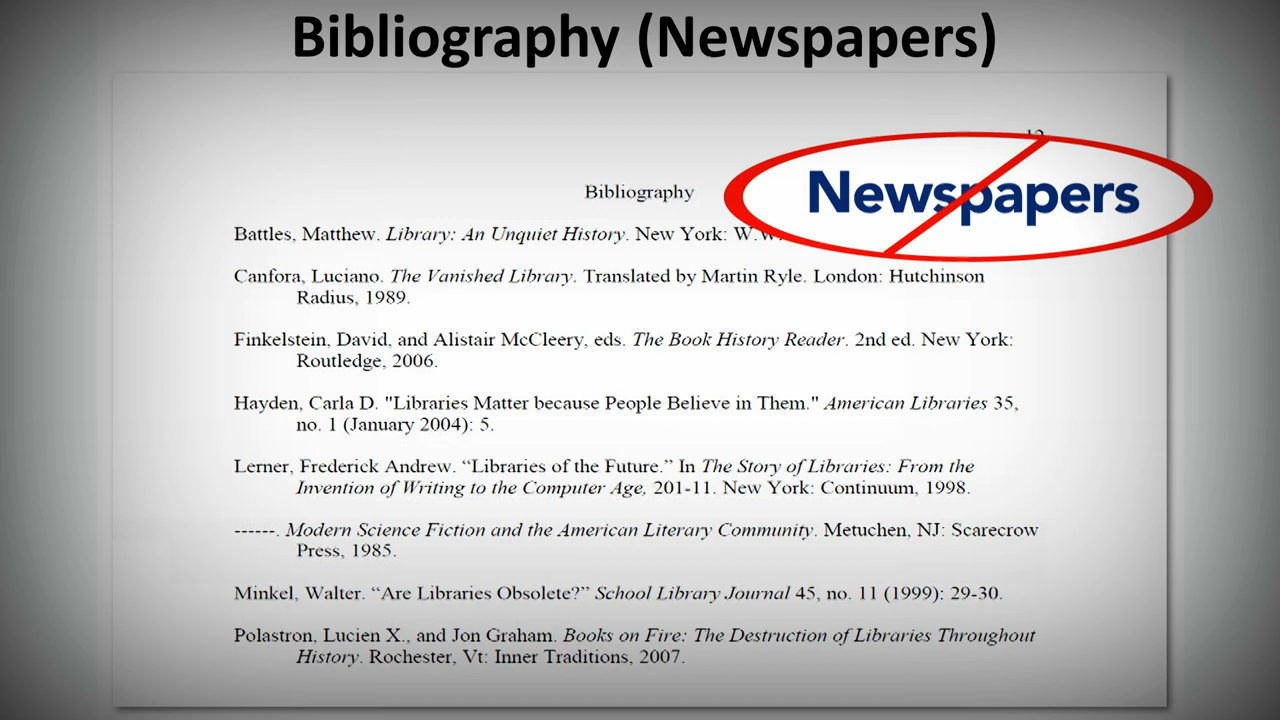 Bibliography (Newspapers)
Newspapers
Bibliography
Battles, Matthew. Library: An Unquiet History. New York:
Canfora, Luciano. The Vanished Library. Translated by Martin Ryle. London: Hutchinson
Radius, 1989.
Finkelstein, David, and Alistair McCleery, eds. The Book History Reader. 2nd ed. New York:
Routledge, 2006.
Hayden, Carla D. "Libraries Matter because People Believe in Them." American Libraries 35,
no. 1 (January 2004): 5.
Lerner, Frederick Andrew. “Libraries of the Future.” In The Story of Libraries: From the
Invention of Writing to the Computer Age, 201-11. New York: Continuum, 1998.
------. Modern Science Fiction and the American Literary Community. Metuchen, NJ: Scarecrow
Press, 1985.
Minkel, Walter. “Are Libraries Obsolete?” School Library Journal 45, no. 11 (1999): 29-30.
Polastron, Lucien X., and Jon Graham. Books on Fire: The Destruction of Libraries Throughout
History. Rochester, Vt: Inner Traditions, 2007.